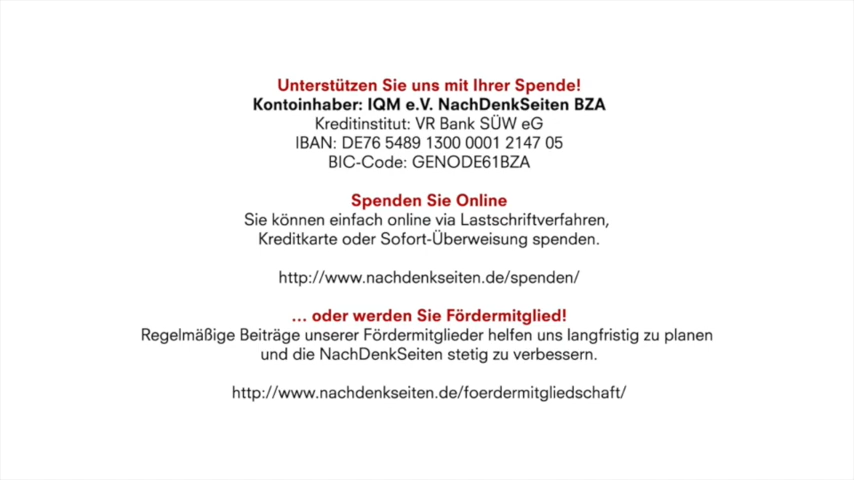 Unterstützen Sie uns mit Ihrer Spende!
Kontoinhaber: IQM e.V. NachDenkSeiten BZA
Kreditinstitut: VR Bank SÜW eG
IBAN: DE76 5489 1300 0001 2147 05
BIC-Code: GENODE61BZA
Spenden Sie Online
Sie können einfach online via Lastschriftverfahren,
Kreditkarte oder Sofort-Überweisung spenden.
http://www.nachdenkseiten.de/spenden/
... oder werden Sie Fördermitglied!
Regelmäßige Beiträge unserer Fördermitglieder helfen uns langfristig zu planen
und die NachDenkSeiten stetig zu verbessern.
http://www.nachdenkseiten.de/foerdermitgliedschaft/